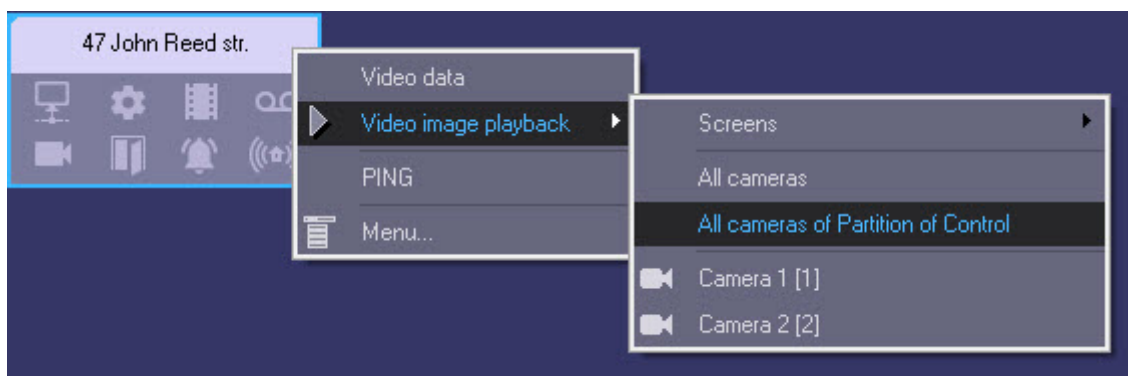 47 John Reed str.
Video data
Video image playback
PING
Menu...
Screens
All cameras
All cameras of Partition of Control
Camera 1 [1]
Camera 2 [2]